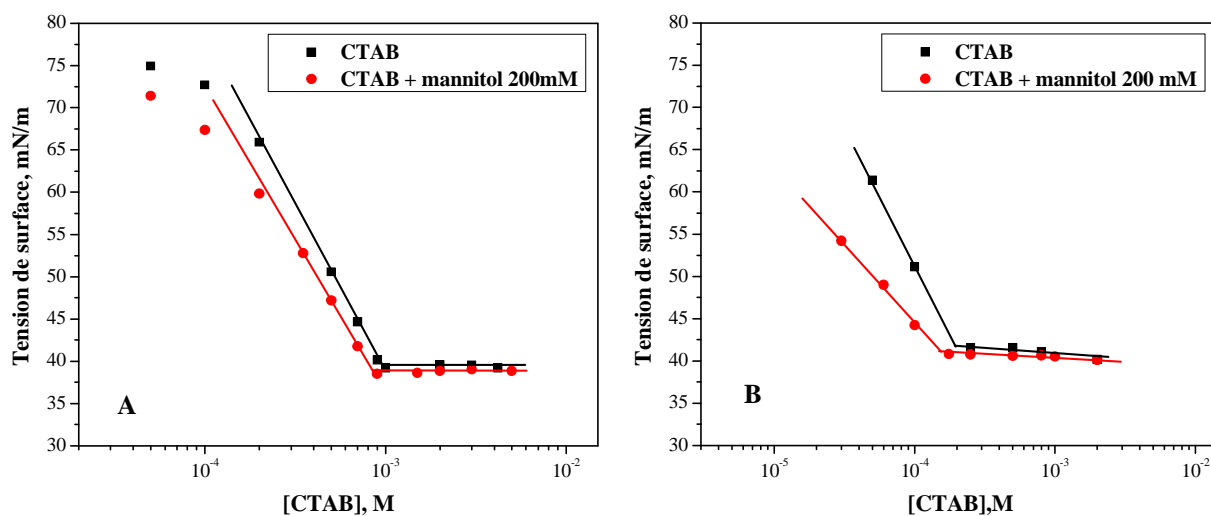 CTAB
CTAB + mannitol 200mM
80
75
70
65
60
55
50
45
40
35
30
Tension de surface, mN/m
A
10-4
10-3
10-2
[CTAB], M
CTAB
CTAB + mannitol 200 mM
80
75
70
65
60
55
50
45
40
35
30
Tension de surface, mN/m
B
10-5
10-4
10-3
10-2
[CTAB],M